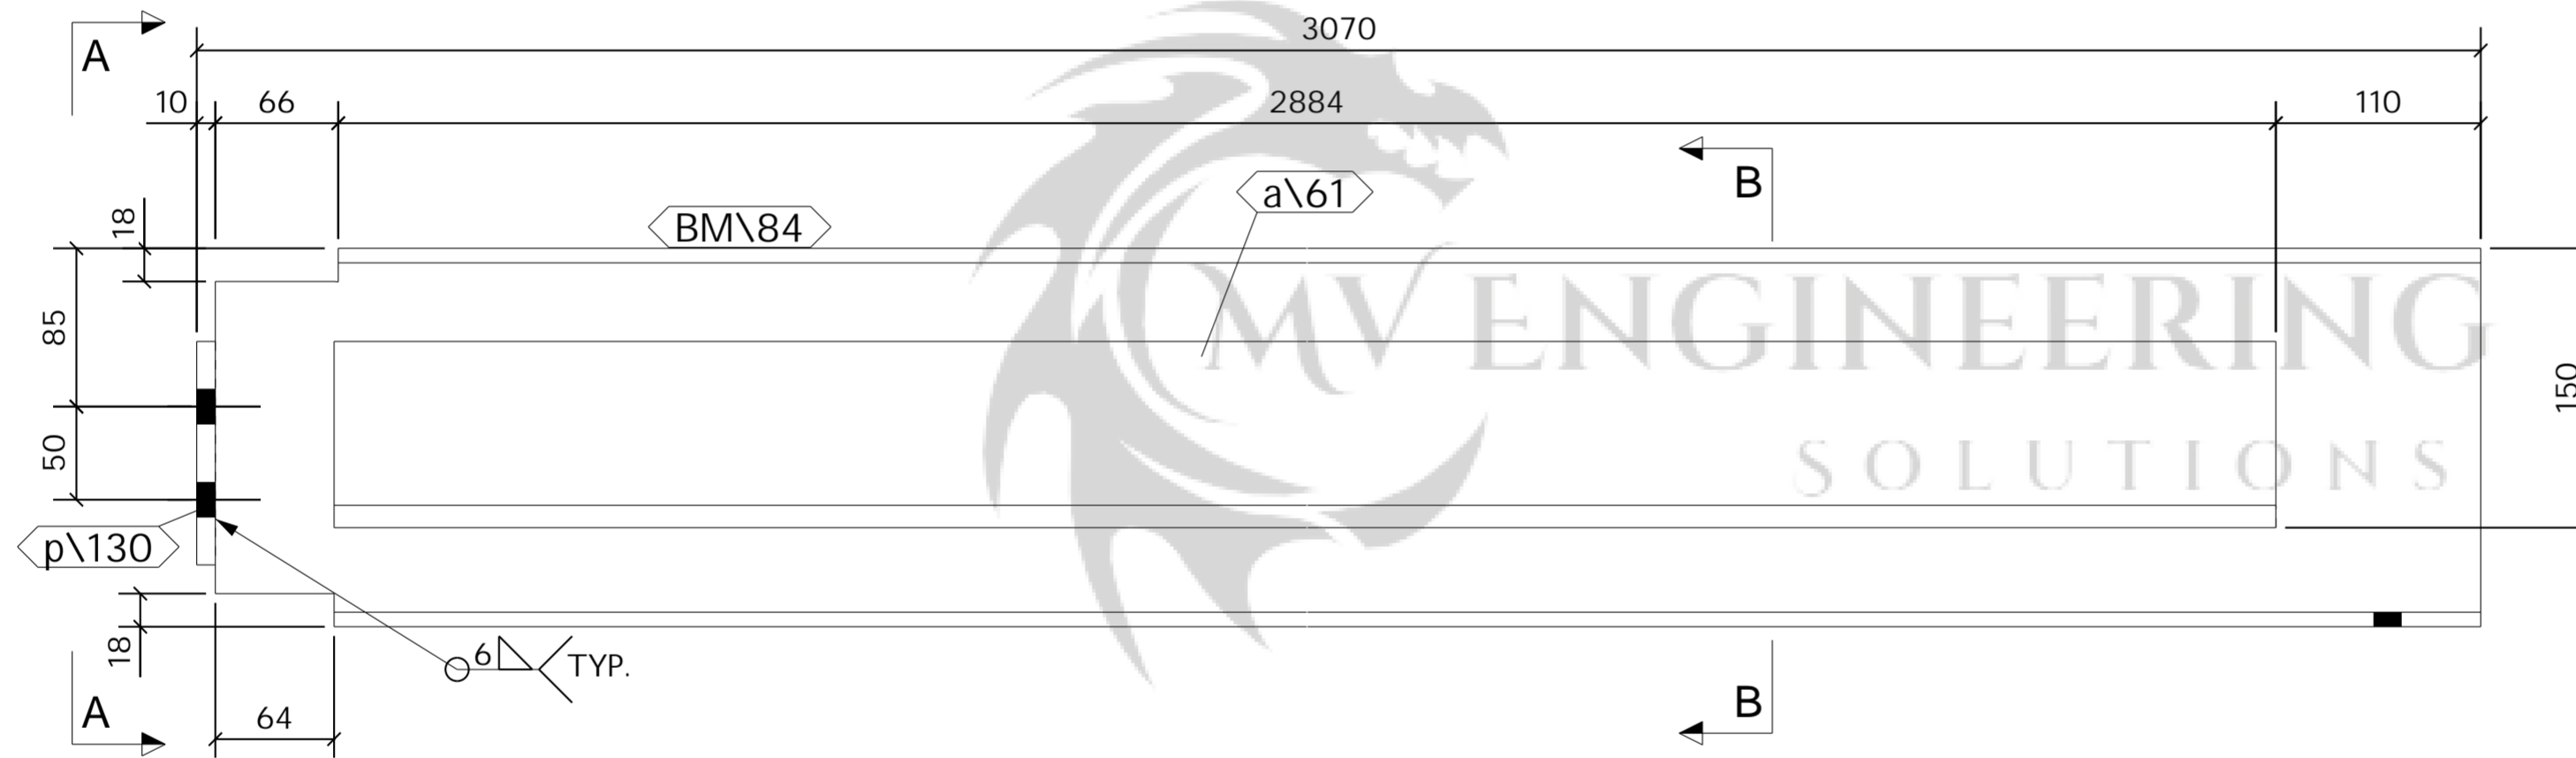 3070
A
10
66
2884
110
B
a\61
BM\84
18
85
MV ENGINEERING
150
50
SOLUTIONS
p\130
18
6
TYP.
A
64
B